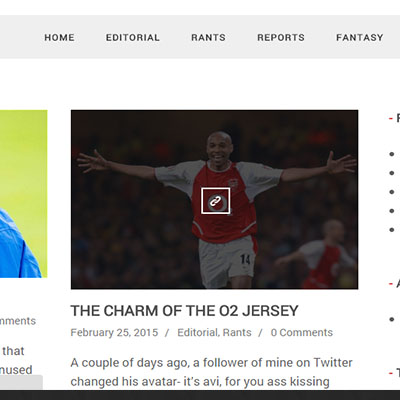 HOME EDITORIAL RANTS REPORTS FANTASY
14
THE CHARM OF THE O2 JERSEY
February 25, 2015 / Editorial, Rants / 0 Comments
A couple of days ago, a follower of mine on Twitter
changed his avatar- it's avi, for you ass kissing
mments
that
nused